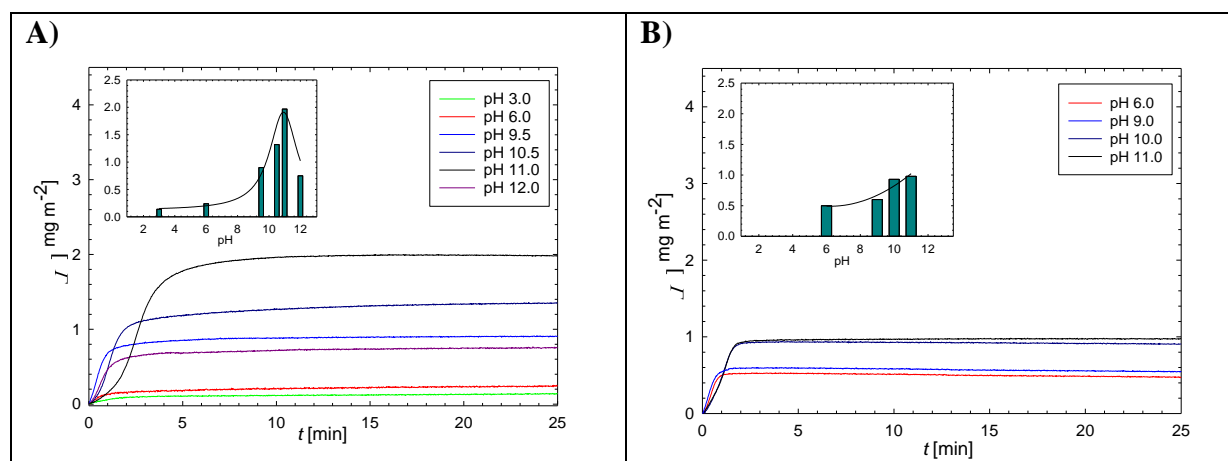 A)
2.5
2.0
1.5
1.0
0.5
0.0
2 4 6 8 10 12
pH
pH 3.0
pH 6.0
pH 9.5
pH 10.5
pH 11.0
pH 12.0
Γ [mg m-2]
4
3
2
1
0
0 5 10 15 20 25
t [min]
B)
2.5
2.0
1.5
1.0
0.5
0.0
2 4 6 8 10 12
pH
pH 6.0
pH 9.0
pH 10.0
pH 11.0
Γ [mg m-2]
4
3
2
1
0
0 5 10 15 20 25
t [min]